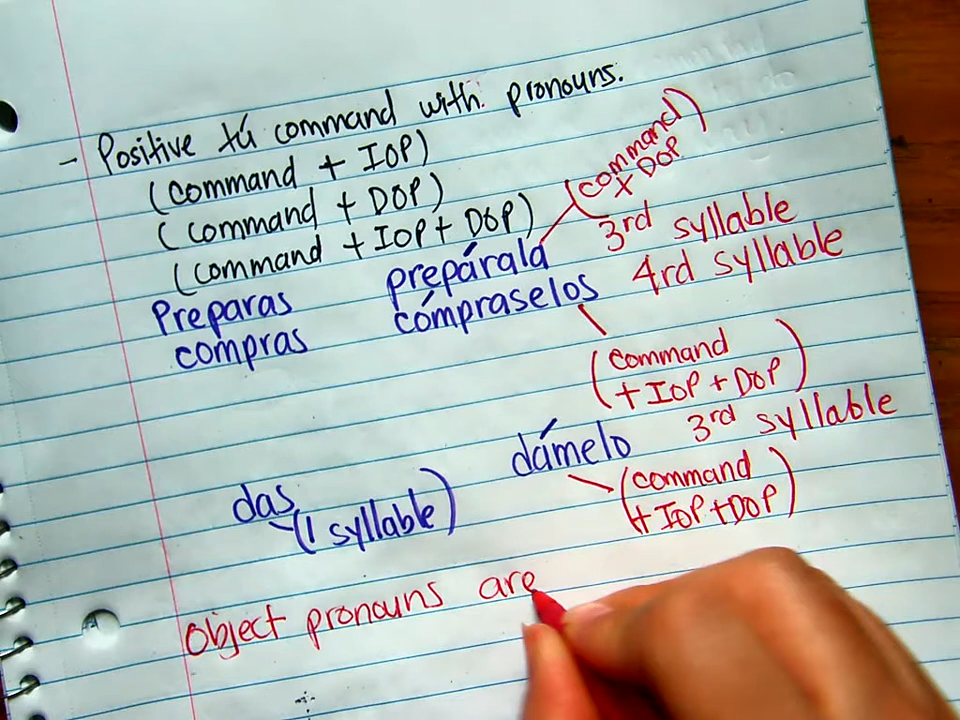 - Positive tú command with pronouns.
(command + IOP)
(command + DOP)
(command + IOP + DOP)
(command
+ DOP)
Preparas prepárala 3rd syllable
compras cómpraselos 4rd syllable
(command
+ IOP + DOP)
das dámelo 3rd syllable
(1 syllable)
(command
+ IOP + DOP)
Object pronouns are